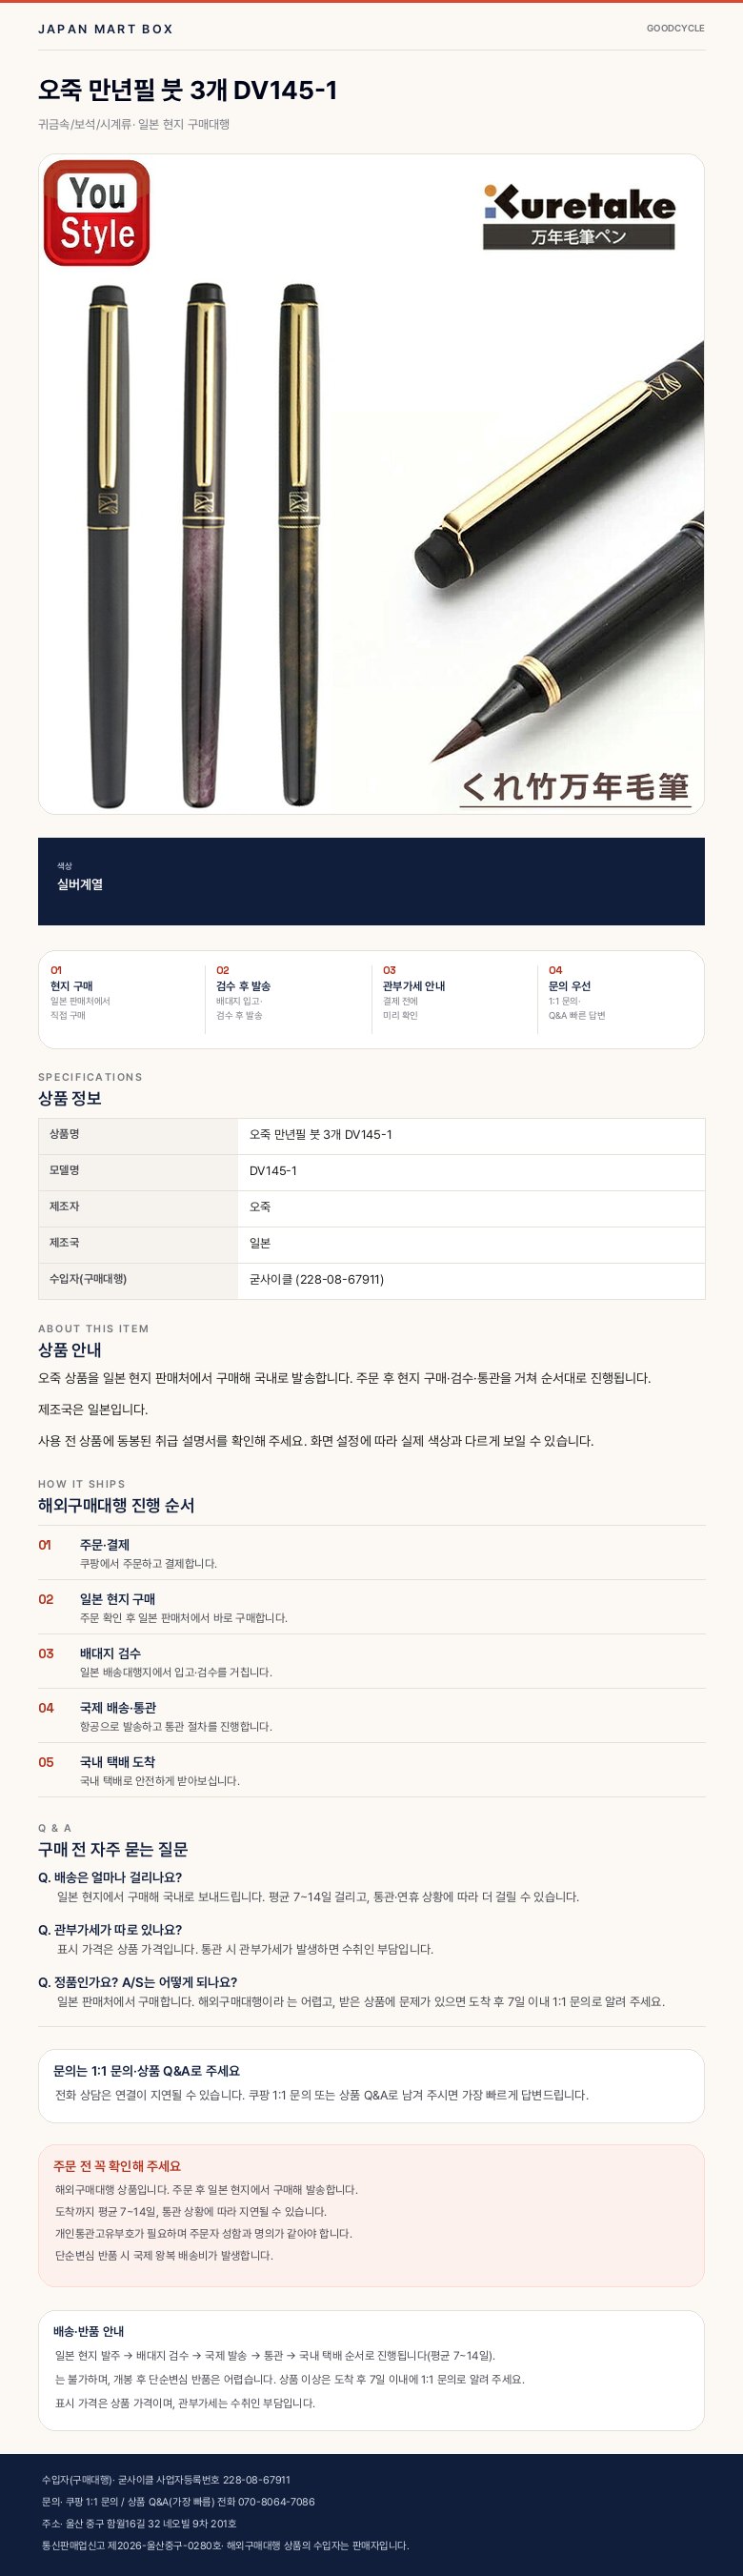 JAPAN MART BOX
GOODCYCLE
오죽 만년필 붓 3개 DV145-1
귀금속/보석/시계류· 일본 현지 구매대행
You
Style
Kuretake
万年毛筆ペン
くれ竹万年毛筆
색상
실버계열
01
현지 구매
일본 판매처에서
직접 구매
02
검수 후 발송
배대지 입고·
검수 후 발송
03
관부가세 안내
결제 전에
미리 확인
04
문의 우선
1:1 문의·
Q&A 빠른 답변
SPECIFICATIONS
상품 정보
상품명 오죽 만년필 붓 3개 DV145-1
모델명 DV145-1
제조자 오죽
제조국 일본
수입자(구매대행) 굳사이클 (228-08-67911)
ABOUT THIS ITEM
상품 안내
오죽 상품을 일본 현지 판매처에서 구매해 국내로 발송합니다. 주문 후 현지 구매·검수·통관을 거쳐 순서대로 진행됩니다.
제조국은 일본입니다.
사용 전 상품에 동봉된 취급 설명서를 확인해 주세요. 화면 설정에 따라 실제 색상과 다르게 보일 수 있습니다.
HOW IT SHIPS
해외구매대행 진행 순서
01 주문·결제
쿠팡에서 주문하고 결제합니다.
02 일본 현지 구매
주문 확인 후 일본 판매처에서 바로 구매합니다.
03 배대지 검수
일본 배송대행지에서 입고·검수를 거칩니다.
04 국제 배송·통관
항공으로 발송하고 통관 절차를 진행합니다.
05 국내 택배 도착
국내 택배로 안전하게 받아보십니다.
Q & A
구매 전 자주 묻는 질문
Q. 배송은 얼마나 걸리나요?
일본 현지에서 구매해 국내로 보내드립니다. 평균 7~14일 걸리고, 통관·연휴 상황에 따라 더 걸릴 수 있습니다.
Q. 관부가세가 따로 있나요?
표시 가격은 상품 가격입니다. 통관 시 관부가세가 발생하면 수취인 부담입니다.
Q. 정품인가요? A/S는 어떻게 되나요?
일본 판매처에서 구매합니다. 해외구매대행이라 는 어렵고, 받은 상품에 문제가 있으면 도착 후 7일 이내 1:1 문의로 알려 주세요.
문의는 1:1 문의·상품 Q&A로 주세요
전화 상담은 연결이 지연될 수 있습니다. 쿠팡 1:1 문의 또는 상품 Q&A로 남겨 주시면 가장 빠르게 답변드립니다.
주문 전 꼭 확인해 주세요
해외구매대행 상품입니다. 주문 후 일본 현지에서 구매해 발송합니다.
도착까지 평균 7~14일, 통관 상황에 따라 지연될 수 있습니다.
개인통관고유부호가 필요하며 주문자 성함과 명의가 같아야 합니다.
단순변심 반품 시 국제 왕복 배송비가 발생합니다.
배송·반품 안내
일본 현지 발주 → 배대지 검수 → 국제 발송 → 통관 → 국내 택배 순서로 진행됩니다(평균 7~14일).
는 불가하며, 개봉 후 단순변심 반품은 어렵습니다. 상품 이상은 도착 후 7일 이내에 1:1 문의로 알려 주세요.
표시 가격은 상품 가격이며, 관부가세는 수취인 부담입니다.
수입자(구매대행)· 굳사이클 사업자등록번호 228-08-67911
문의· 쿠팡 1:1 문의 / 상품 Q&A(가장 빠름) 전화 070-8064-7086
주소· 울산 중구 함월16길 32 네오빌 9차 201호
통신판매업신고 제2026-울산중구-0280호· 해외구매대행 상품의 수입자는 판매자입니다.